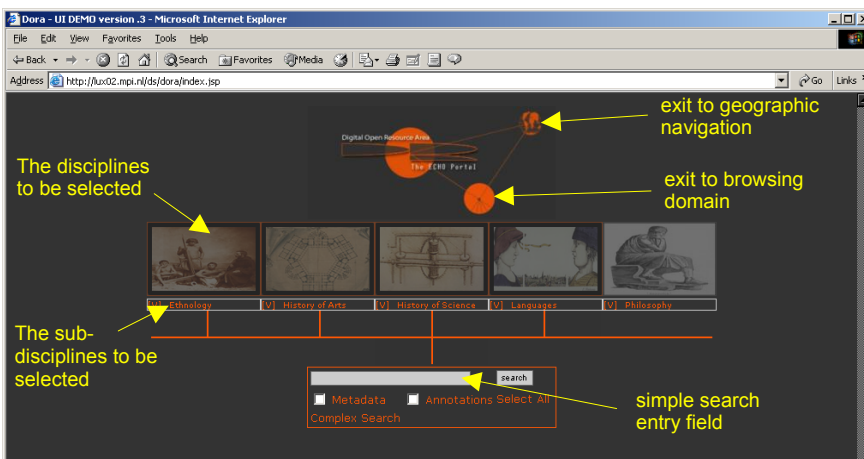 Dora - UI DEMO version .3 - Microsoft Internet Explorer
File Edit View Favorites Tools Help
Back Search Favorites Media
Address http://lux02.mpi.nl/ds/dora/index.jsp Go Links
exit to geographic
navigation
Digital Open Resource Area
The ECHO Portal
The disciplines
to be selected
exit to browsing
domain
[V] Ethnology [V] History of Arts [V] History of Science [V] Languages [V] Philosophy
The sub-
disciplines to be
selected
search
Metadata Annotations Select All
Complex Search
simple search
entry field